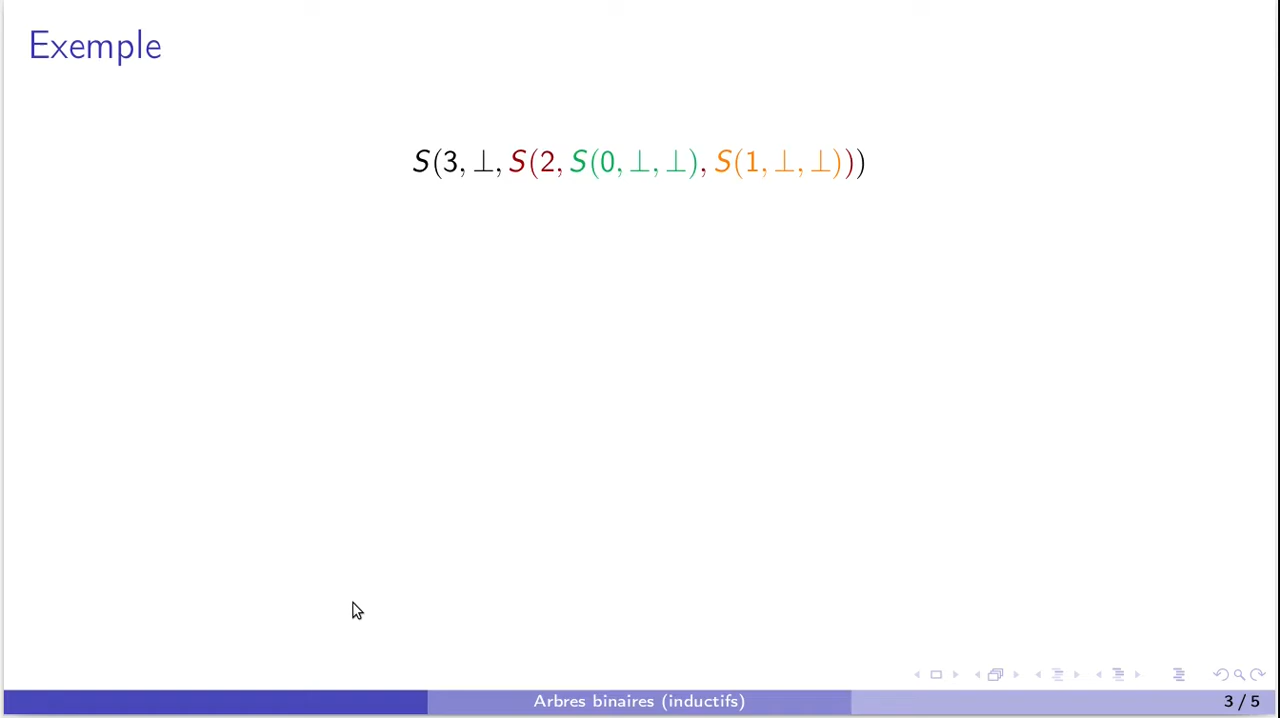 Exemple
S(3, ⊥, S(2, S(0, ⊥, ⊥), S(1, ⊥, ⊥)))
Arbres binaires (inductifs)
3 / 5